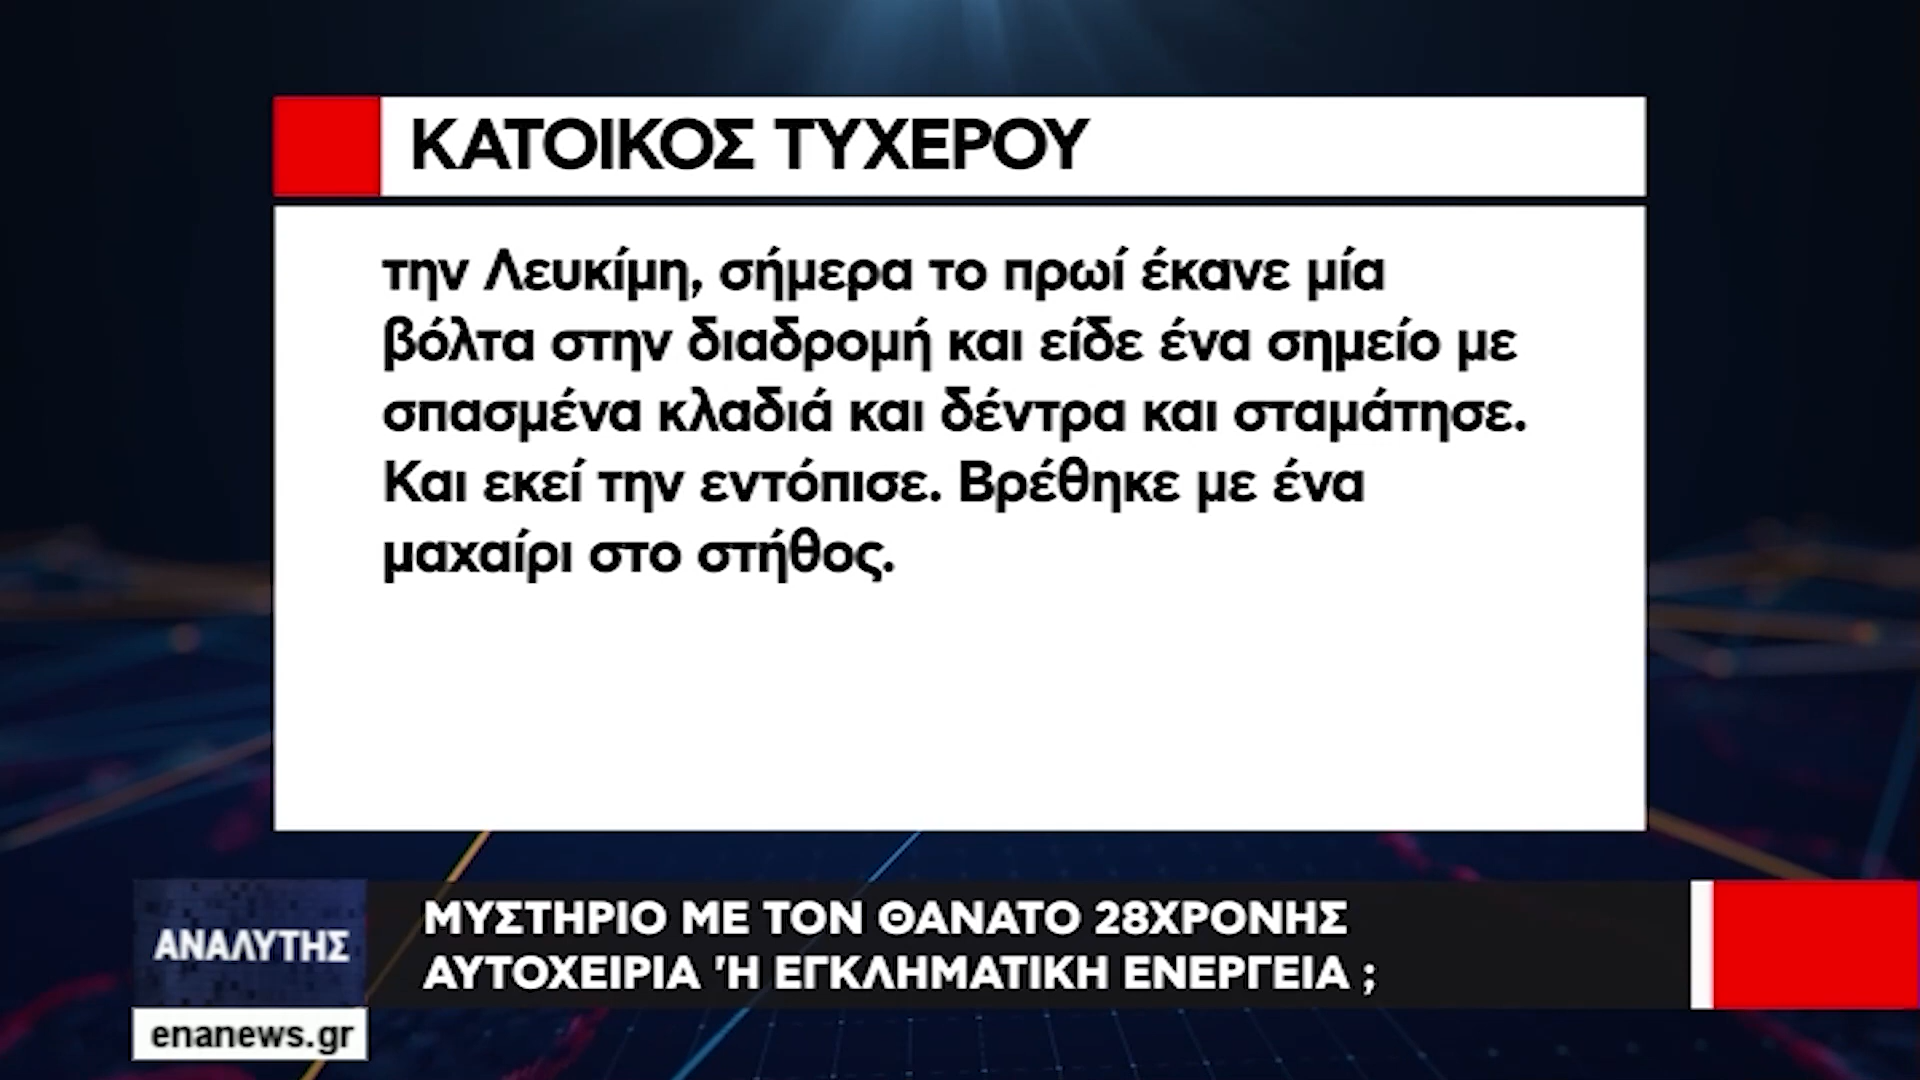 ΚΑΤΟΙΚΟΣ ΤΥΧΕΡΟΥ
την Λευκίμη, σήμερα το πρωί έκανε μία
βόλτα στην διαδρομή και είδε ένα σημείο με
σπασμένα κλαδιά και δέντρα και σταμάτησε.
Και εκεί την εντόπισε. Βρέθηκε με ένα
μαχαίρι στο στήθος.
ΜΥΣΤΗΡΙΟ ΜΕ ΤΟΝ ΘΑΝΑΤΟ 28ΧΡΟΝΗΣ
ΑΥΤΟΧΕΙΡΙΑ 'Ή ΕΓΚΛΗΜΑΤΙΚΗ ΕΝΕΡΓΕΙΑ ;
ΑΝΑΛΥΤΗΣ
enanews.gr